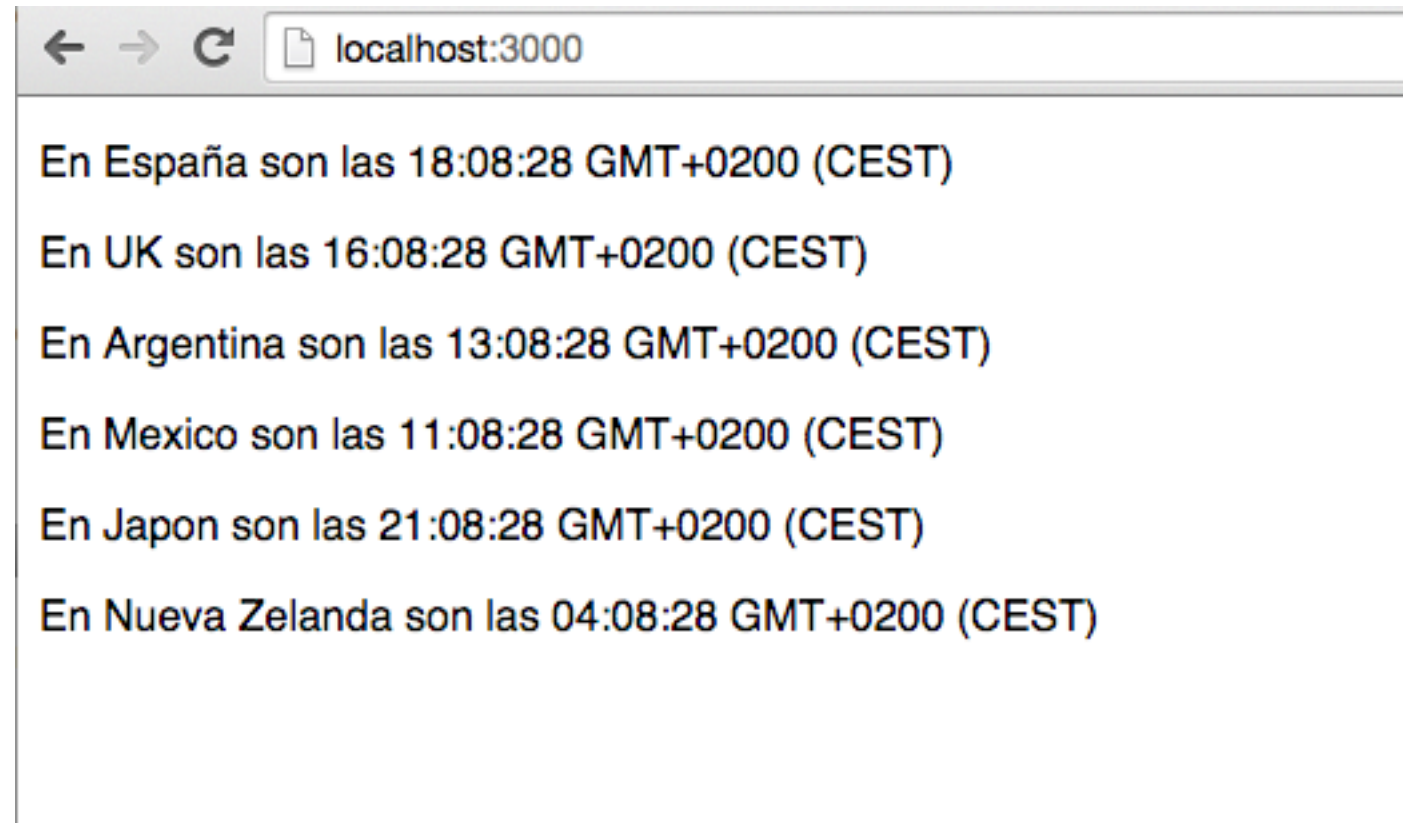 localhost:3000
En España son las 18:08:28 GMT+0200 (CEST)
En UK son las 16:08:28 GMT+0200 (CEST)
En Argentina son las 13:08:28 GMT+0200 (CEST)
En Mexico son las 11:08:28 GMT+0200 (CEST)
En Japon son las 21:08:28 GMT+0200 (CEST)
En Nueva Zelanda son las 04:08:28 GMT+0200 (CEST)